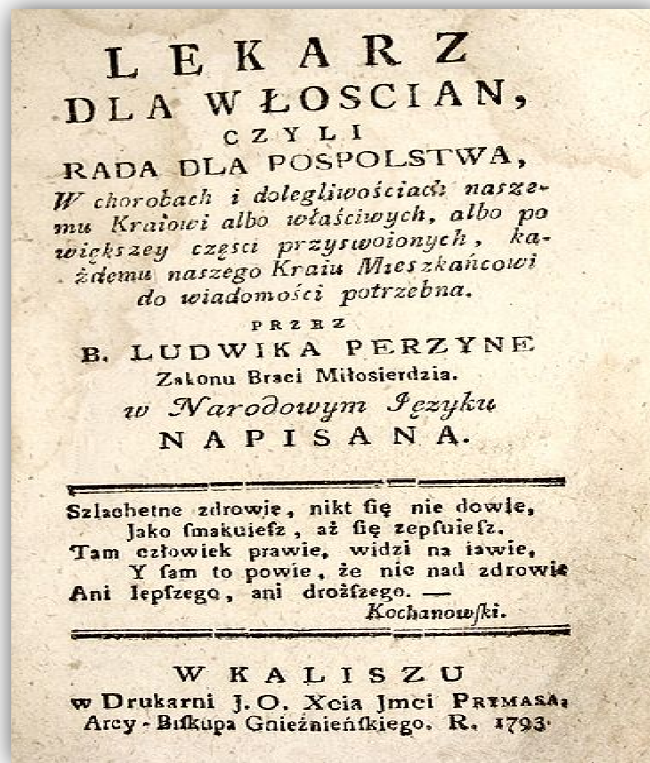 LEKARZ
DLA WŁOSCIAN,
CZYLI
RADA DLA POSPOLSTWA,
W chorobach i dolegliwościach nasze-
mu Kraiowi albo właściwych, albo po
większey części przyswoionych, ka-
żdemu naszego Kraiu Mieszkańcowi
do wiadomości potrzebna.
PRZEZ
B. LUDWIKA PERZYNE
Zakonu Braci Miłosierdzia.
w Narodowym Języku
NAPISANA.
Szlachetne zdrowie, nikt ſię nie dowie,
Jako ſmakuieſz, aż ſię zepſuieſz.
Tam człowiek prawie, widzi na iawie,
Y ſam to powie, że nic nad zdrowie
Ani lepſzego, ani drożſzego. —
Kochanowſki.
W KALISZU
w Drukarni J. O. Xcia Jmci PRYMASA,
Arcy-Biſkupa Gnieźnieńſkiego. R. 1793.